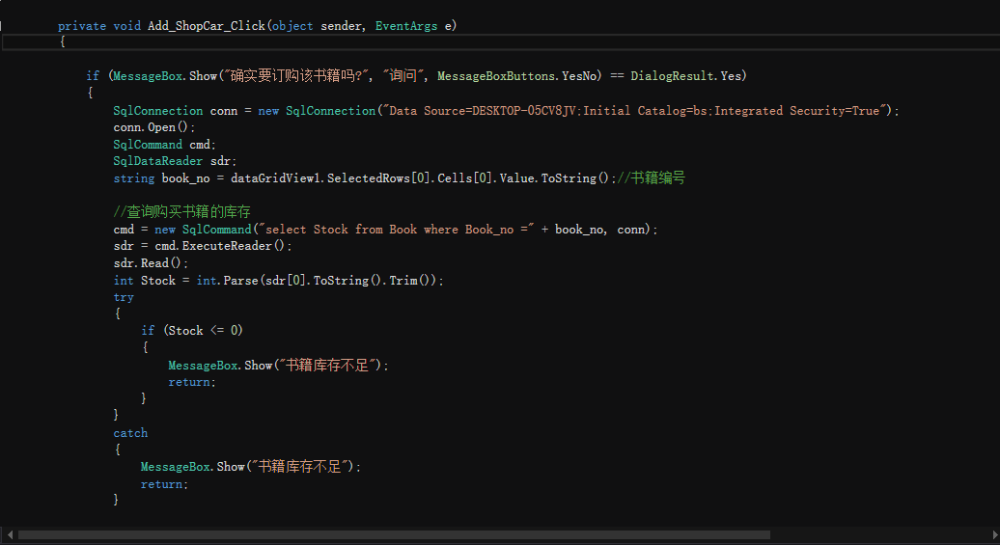 private void Add_ShopCar_Click(object sender, EventArgs e)
{
if (MessageBox.Show("确实要订购该书籍吗?", "询问", MessageBoxButtons.YesNo) == DialogResult.Yes)
{
SqlConnection conn = new SqlConnection("Data Source=DESKTOP-O5CV8JV;Initial Catalog=bs;Integrated Security=True");
conn.Open();
SqlCommand cmd;
SqlDataReader sdr;
string book_no = dataGridView1.SelectedRows[0].Cells[0].Value.ToString();//书籍编号
//查询购买书籍的库存
cmd = new SqlCommand("select Stock from Book where Book_no =" + book_no, conn);
sdr = cmd.ExecuteReader();
sdr.Read();
int Stock = int.Parse(sdr[0].ToString().Trim());
try
{
if (Stock <= 0)
{
MessageBox.Show("书籍库存不足");
return;
}
}
catch
{
MessageBox.Show("书籍库存不足");
return;
}